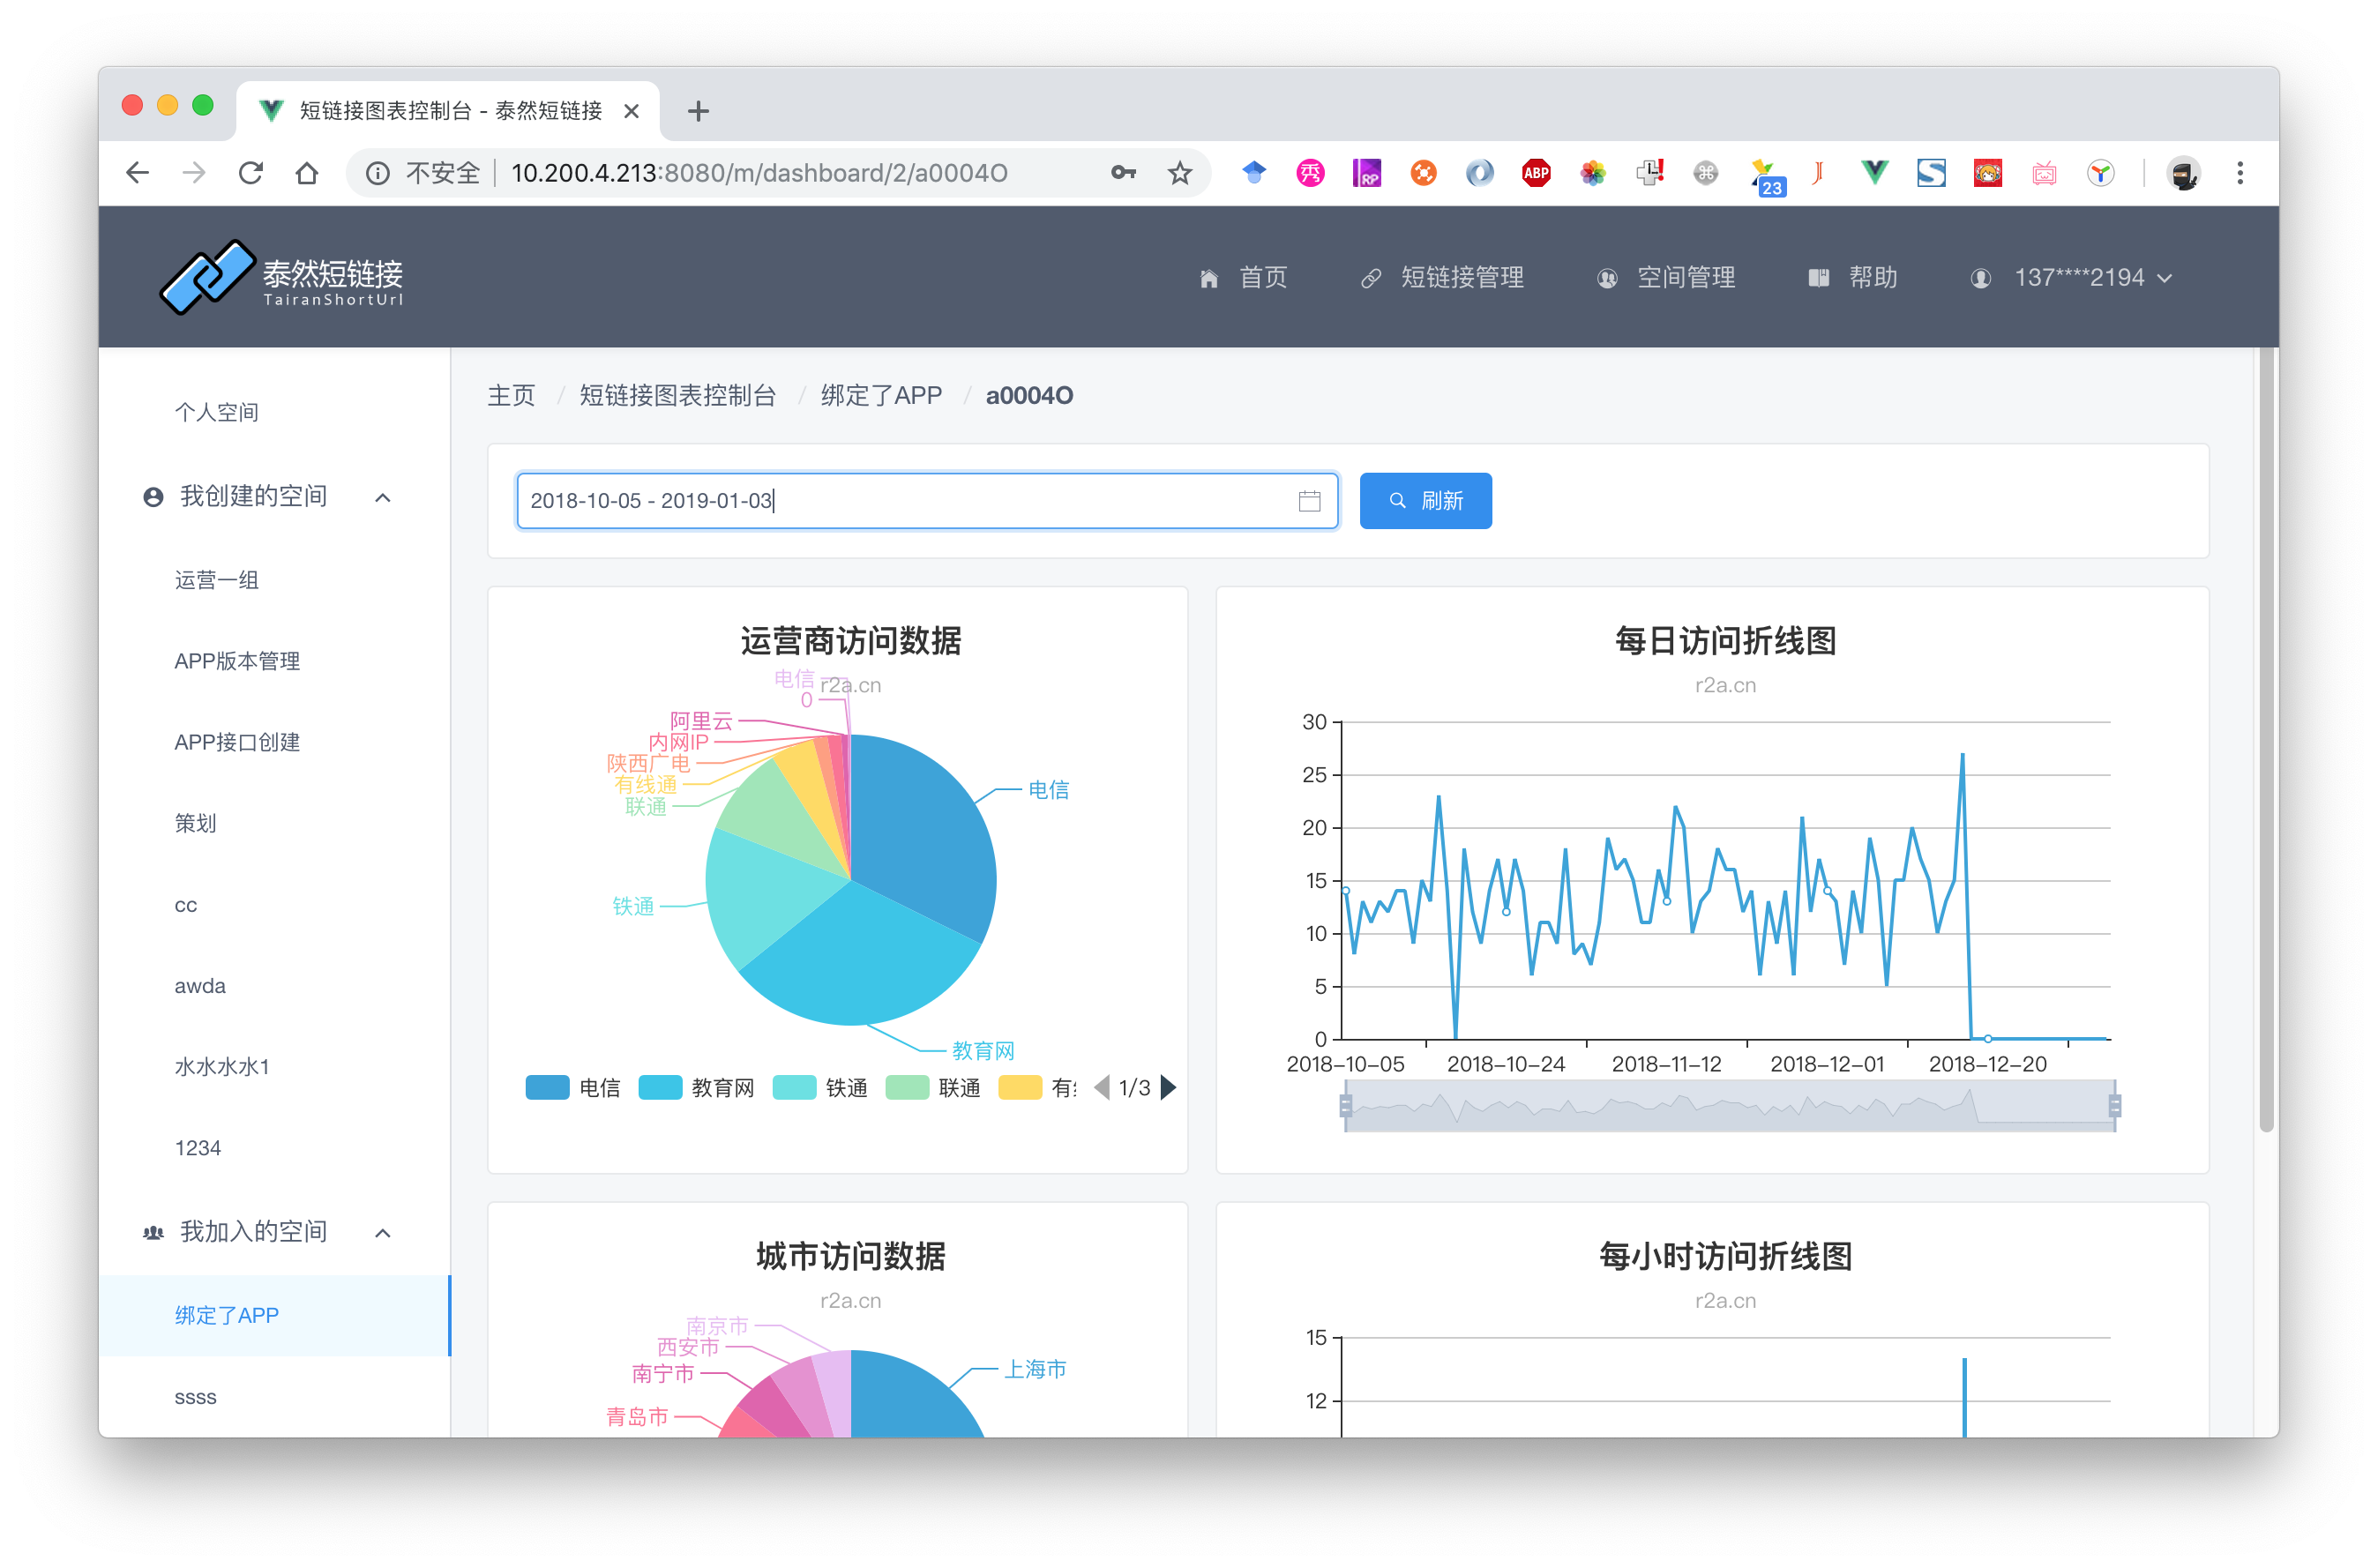 短链接图表控制台 - 泰然短链接
不安全 10.200.4.213:8080/m/dashboard/2/a0004O
秀
RP
ABP
23
泰然短链接
TairanShortUrl
首页 短链接管理 空间管理 帮助 137****2194
个人空间
我创建的空间
运营一组
APP版本管理
APP接口创建
策划
cc
awda
水水水水1
1234
我加入的空间
绑定了APP
ssss
主页 / 短链接图表控制台 / 绑定了APP / a0004O
2018-10-05 - 2019-01-03
刷新
运营商访问数据
r2a.cn
电信
0
阿里云
内网IP
陕西广电
有线通
联通
铁通
电信
教育网
电信 教育网 铁通 联通 1/3
每日访问折线图
r2a.cn
30
25
20
15
10
5
0
2018-10-05 2018-10-24 2018-11-12 2018-12-01 2018-12-20
城市访问数据
r2a.cn
南京市
西安市
南宁市
青岛市
上海市
每小时访问折线图
r2a.cn
15
12